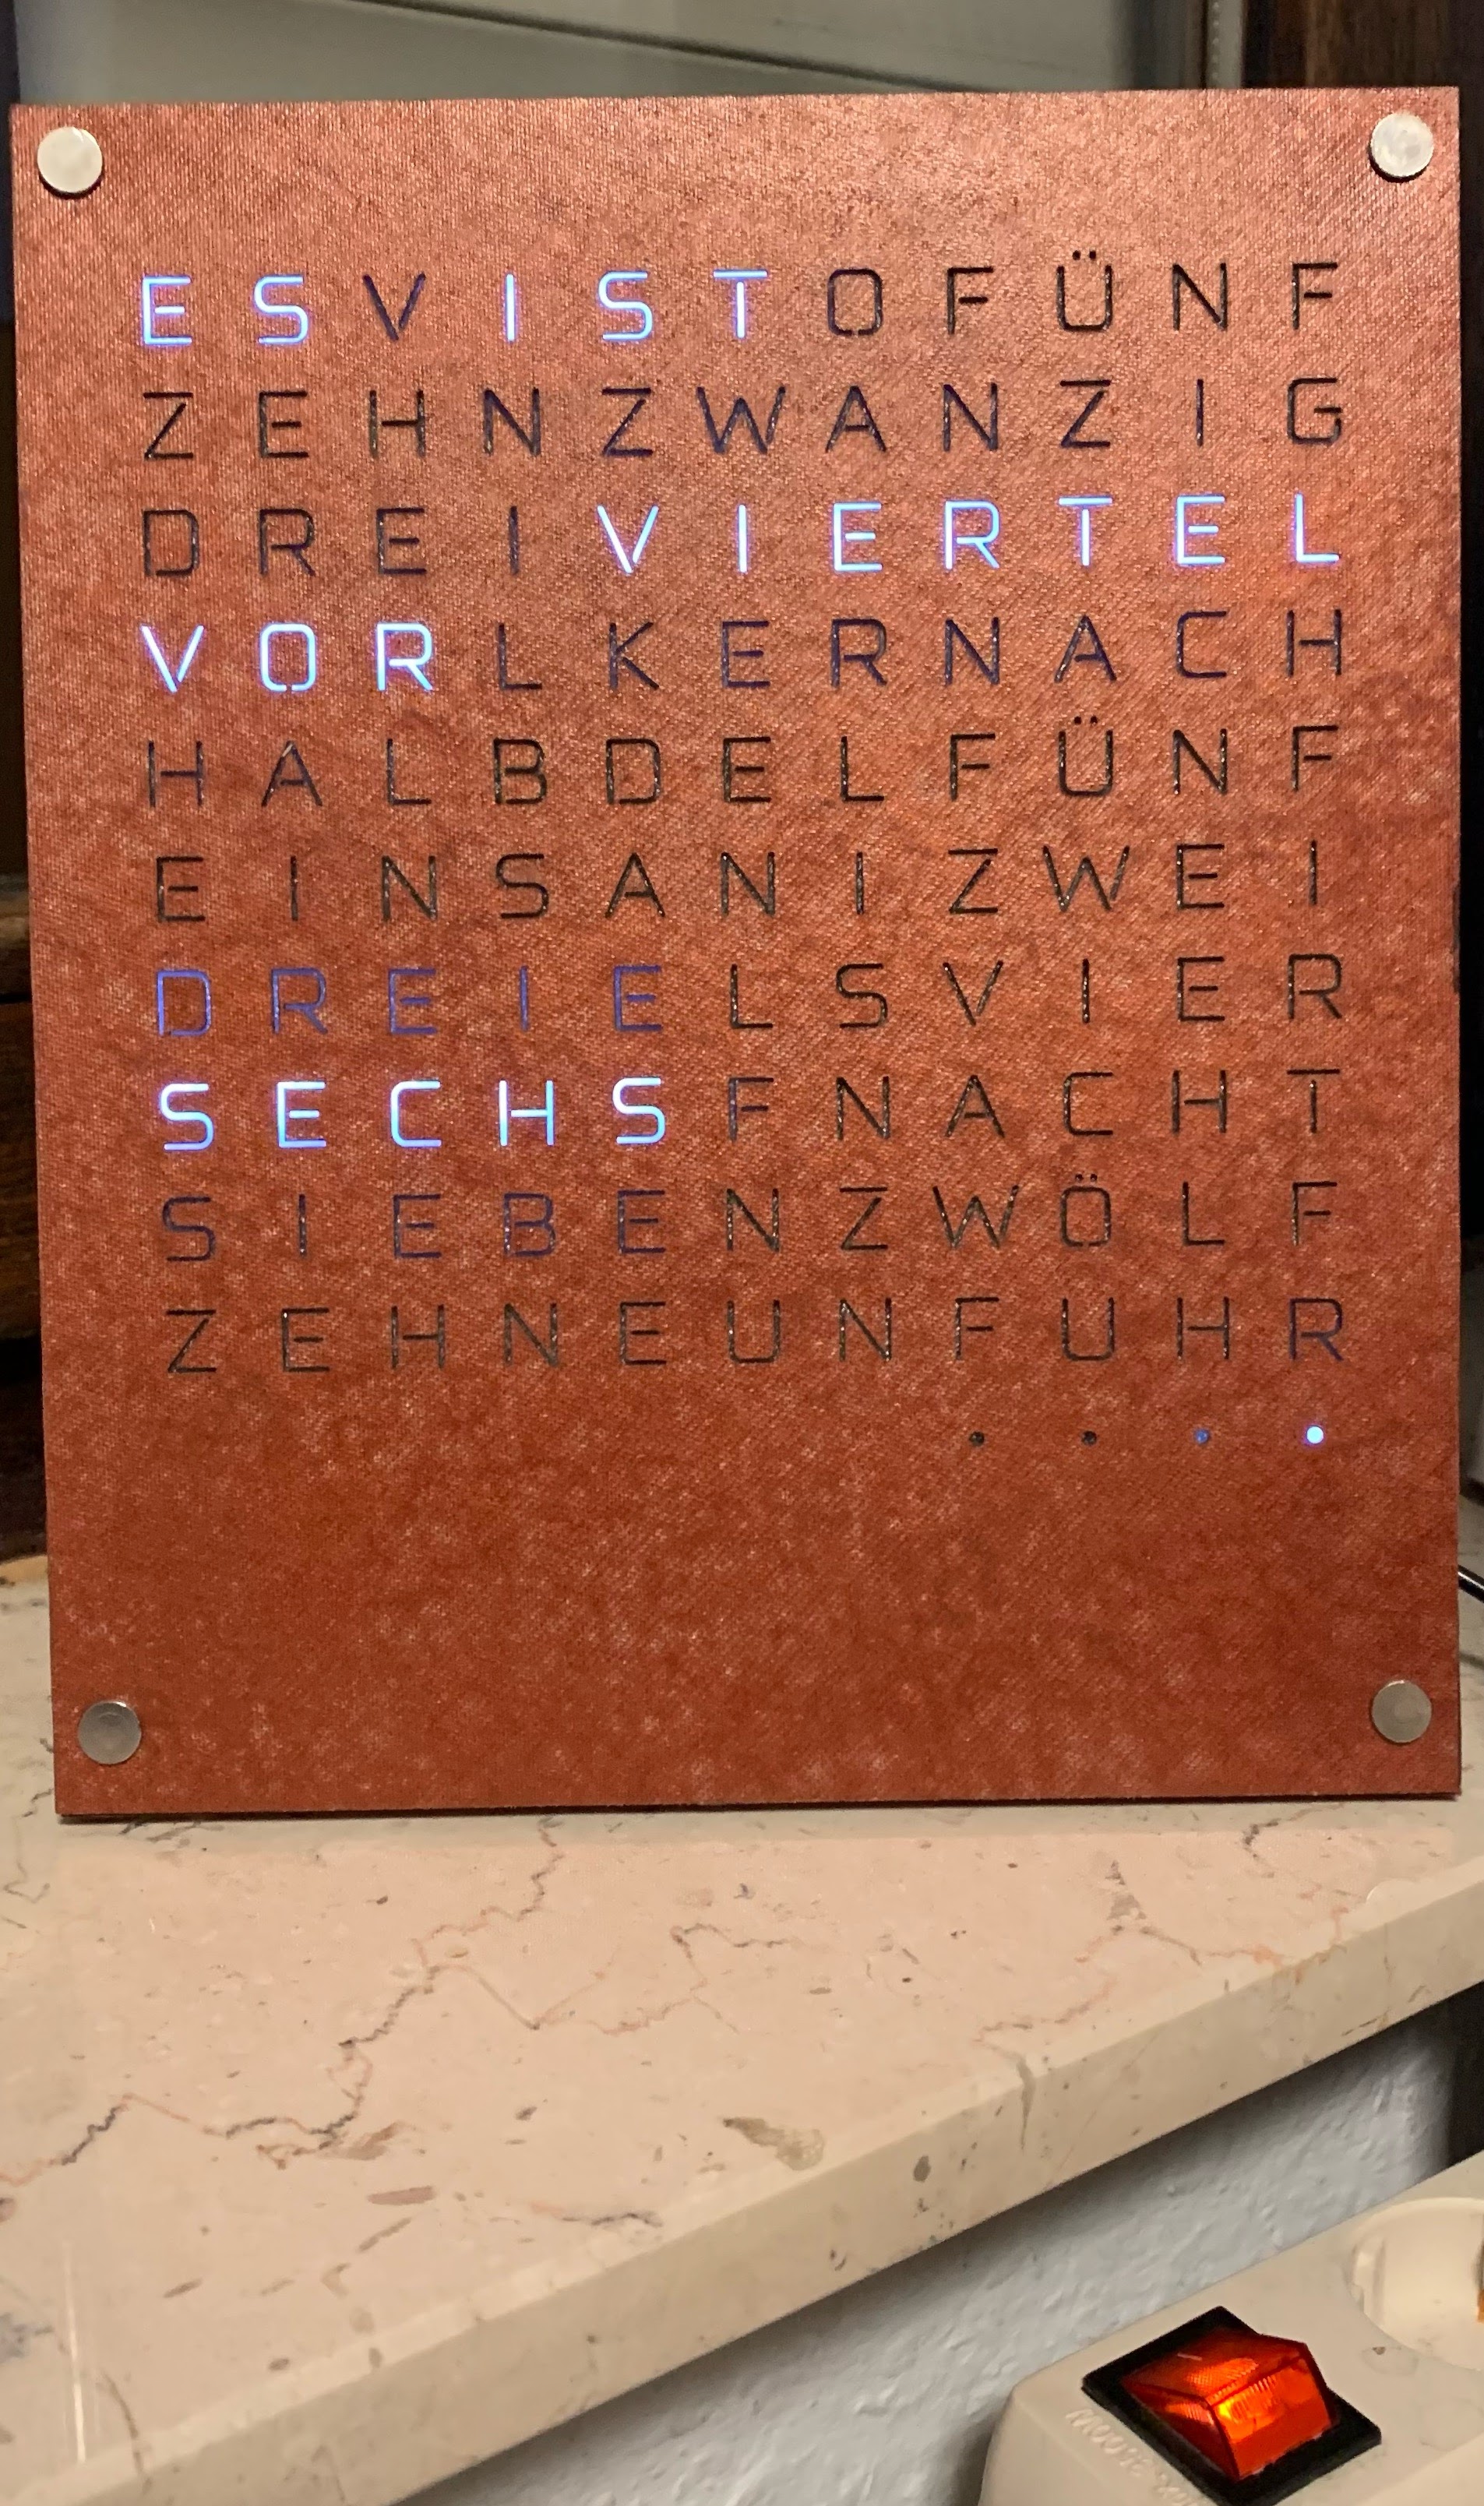 ESVISTOFÜNF
ZEHNZWANZIG
DREIVIERTEL
VORLKERNACH
HALBDELFÜNF
EINSANIZWEI
DREIELSVIER
SECHSFNACHT
SIEBENZWÖLF
ZEHNEUNFUHR